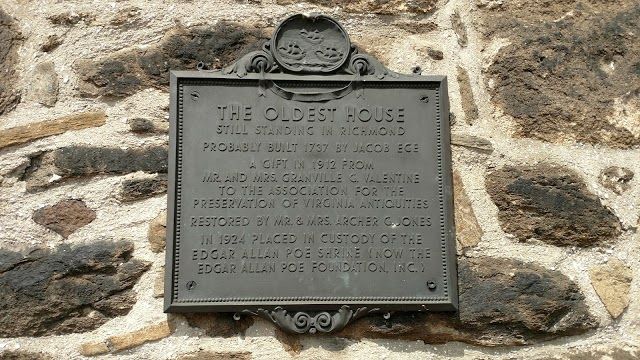 THE OLDEST HOUSE
STILL STANDING IN RICHMOND
PROBABLY BUILT 1737 BY JACOB EGE
A GIFT IN 1912 FROM
MR. AND MRS. GRANVILLE G. VALENTINE
TO THE ASSOCIATION FOR THE
PRESERVATION OF VIRGINIA ANTIQUITIES
RESTORED BY MR. & MRS. ARCHER G. JONES
IN 1924 PLACED IN CUSTODY OF THE
EDGAR ALLAN POE SHRINE (NOW THE
EDGAR ALLAN POE FOUNDATION, INC.)